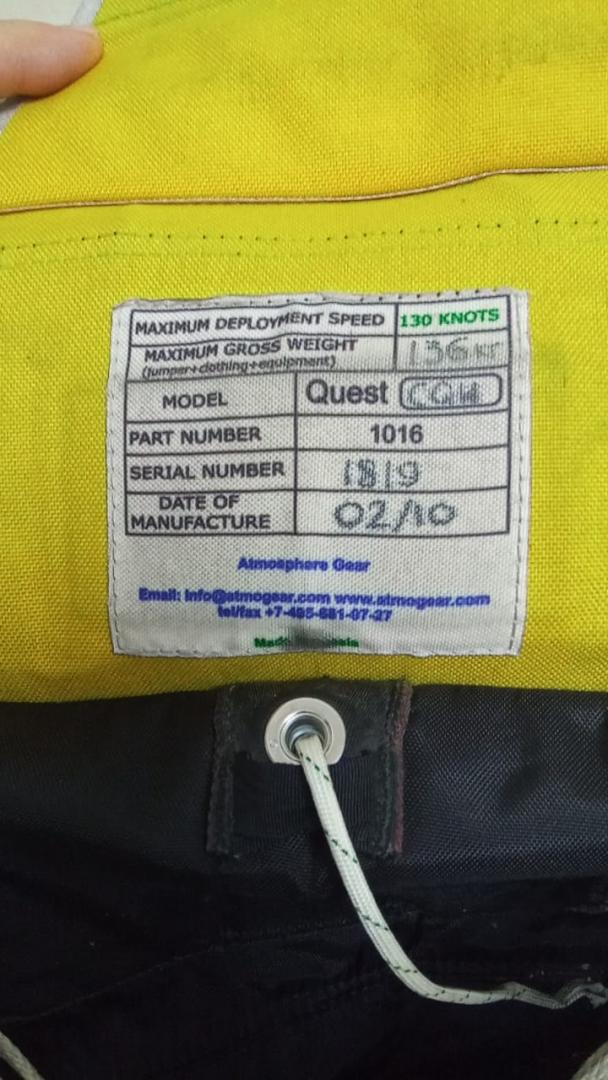 MAXIMUM DEPLOYMENT SPEED 130 KNOTS
MAXIMUM GROSS WEIGHT 136кг
(jumper+clothing+equipment)
MODEL Quest
PART NUMBER 1016
SERIAL NUMBER 1819
DATE OF MANUFACTURE 02/10
Atmosphere Gear
Email: info@atmogear.com www.atmogear.com
tel/fax +7-495-681-07-27